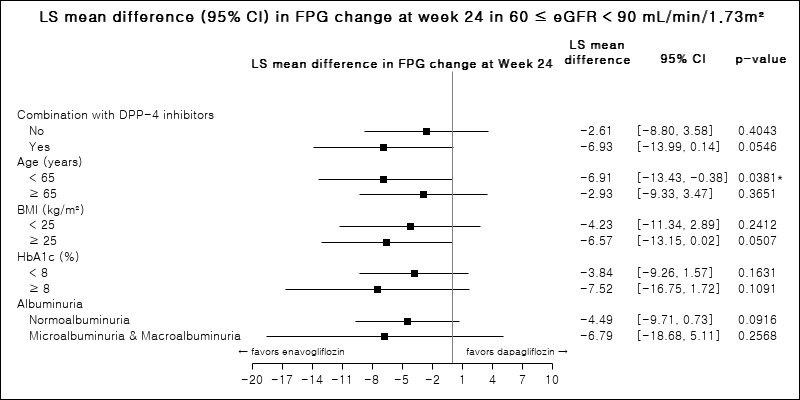 LS mean difference (95% CI) in FPG change at week 24 in 60 ≤ eGFR < 90 mL/min/1.73m²
LS mean difference in FPG change at Week 24 LS mean difference 95% CI p-value
Combination with DPP-4 inhibitors
No -2.61 [-8.80, 3.58] 0.4043
Yes -6.93 [-13.99, 0.14] 0.0546
Age (years)
< 65 -6.91 [-13.43, -0.38] 0.0381*
≥ 65 -2.93 [-9.33, 3.47] 0.3651
BMI (kg/m²)
< 25 -4.23 [-11.34, 2.89] 0.2412
≥ 25 -6.57 [-13.15, 0.02] 0.0507
HbA1c (%)
< 8 -3.84 [-9.26, 1.57] 0.1631
≥ 8 -7.52 [-16.75, 1.72] 0.1091
Albuminuria
Normoalbuminuria -4.49 [-9.71, 0.73] 0.0916
Microalbuminuria & Macroalbuminuria -6.79 [-18.68, 5.11] 0.2568
← favors enavogliflozin favors dapagliflozin →
-20 -17 -14 -11 -8 -5 -2 1 4 7 10